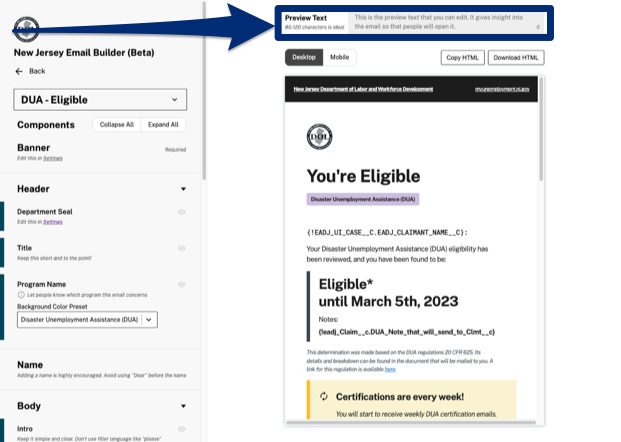 New Jersey Email Builder (Beta)
Back
DUA - Eligible
Components
Collapse All
Expand All
Banner
Required
Edit this in Settings
Header
Department Seal
Edit this in Settings
Title
Keep this short and to the point!
Program Name
Let people know which program this email concerns
Background Color Preset
Disaster Unemployment Assistance (DUA)
Name
Adding a name is highly encouraged. Avoid using "Dear" before the name
Body
Intro
Keep it simple and clear. Don't use filler language like "please"
Preview Text
80-120 characters is ideal
This is the preview text that you can edit. It gives insight into
the email so that people will open it.
Desktop
Mobile
Copy HTML
Download HTML
New Jersey Department of Labor and Workforce Development
myunemployment.nj.gov
DOL
You're Eligible
Disaster Unemployment Assistance (DUA)
{!EADJ_UI_CASE__C.EADJ_CLAIMANT_NAME__C}:
Your Disaster Unemployment Assistance (DUA) eligibility has
been reviewed, and you have been found to be:
Eligible*
until March 5th, 2023
Notes:
{!eadj_Claim__c.DUA_Note_that_will_send_to_Clmt__c}
This determination was made based on the DUA regulations 20 CFR 625. Its
details and breakdown can be found in the document that will be mailed to you. A
link for this regulation is available here.
Certifications are every week!
You will start to receive weekly DUA certification emails.